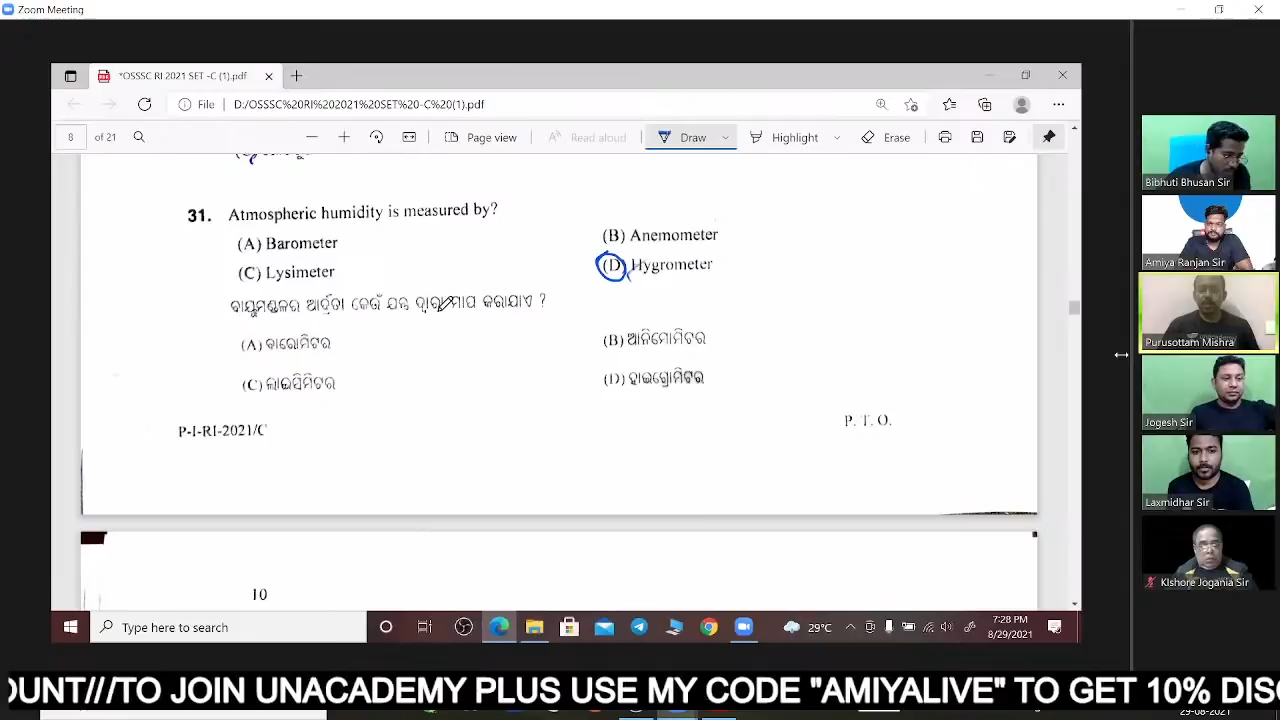 Zoom Meeting
*OSSSC RI 2021 SET -C (1).pdf
File D:/OSSSC%20RI%202021%20SET%20-C%20(1).pdf
8 of 21 Page view Read aloud Draw Highlight Erase
31. Atmospheric humidity is measured by?
(A) Barometer (B) Anemometer
(C) Lysimeter (D) Hygrometer
ବାୟୁମଣ୍ଡଳର ଆର୍ଦ୍ରତା କେଉଁ ଯନ୍ତ୍ର ଦ୍ୱାରା ମାପ କରାଯାଏ ?
(A) ବାରୋମିଟର (B) ଆନିମୋମିଟର
(C) ଲାଇସିମିଟର (D) ହାଇଗ୍ରୋମିଟର
P-I-RI-2021/C P. T. O.
10
Type here to search 29°C 7:28 PM
8/29/2021
Bibhuti Bhusan Sir
Amiya Ranjan Sir
Purusottam Mishra
Jogesh Sir
Laxmidhar Sir
KIshore Jogania Sir
OUNT///TO JOIN UNACADEMY PLUS USE MY CODE "AMIYALIVE" TO GET 10% DISC
29-08-2021